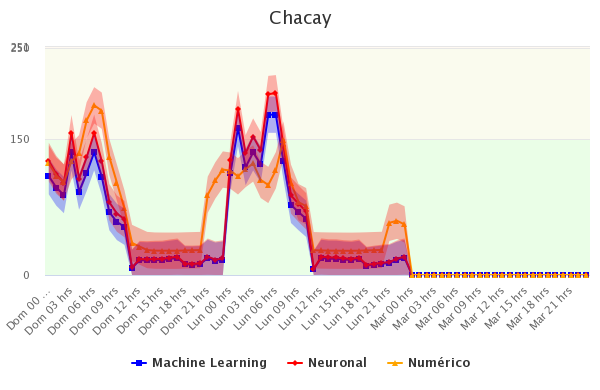 Chacay
250
150
0
Dom 00 ...
Dom 03 hrs
Dom 06 hrs
Dom 09 hrs
Dom 12 hrs
Dom 15 hrs
Dom 18 hrs
Dom 21 hrs
Lun 00 hrs
Lun 03 hrs
Lun 06 hrs
Lun 09 hrs
Lun 12 hrs
Lun 15 hrs
Lun 18 hrs
Lun 21 hrs
Mar 00 hrs
Mar 03 hrs
Mar 06 hrs
Mar 09 hrs
Mar 12 hrs
Mar 15 hrs
Mar 18 hrs
Mar 21 hrs
Machine Learning Neuronal Numérico